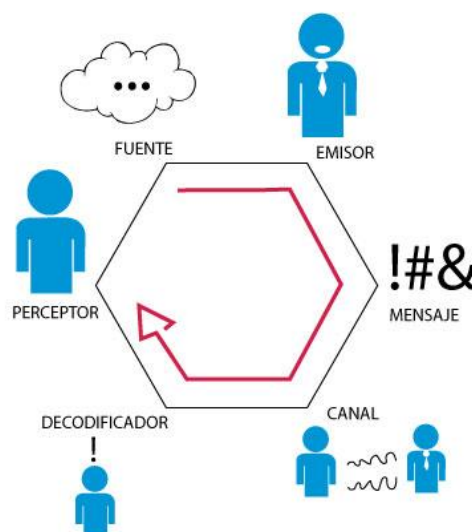 FUENTE
EMISOR
!#&
MENSAJE
PERCEPTOR
CANAL
DECODIFICADOR
!